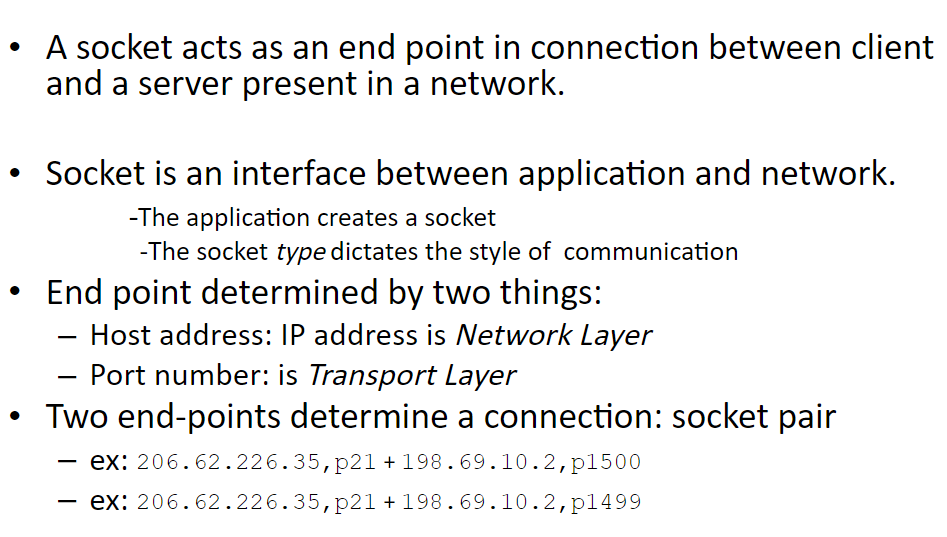 • A socket acts as an end point in connection between client
and a server present in a network.
• Socket is an interface between application and network.
-The application creates a socket
-The socket type dictates the style of communication
• End point determined by two things:
– Host address: IP address is Network Layer
– Port number: is Transport Layer
• Two end-points determine a connection: socket pair
– ex: 206.62.226.35,p21+198.69.10.2,p1500
– ex: 206.62.226.35,p21+198.69.10.2,p1499